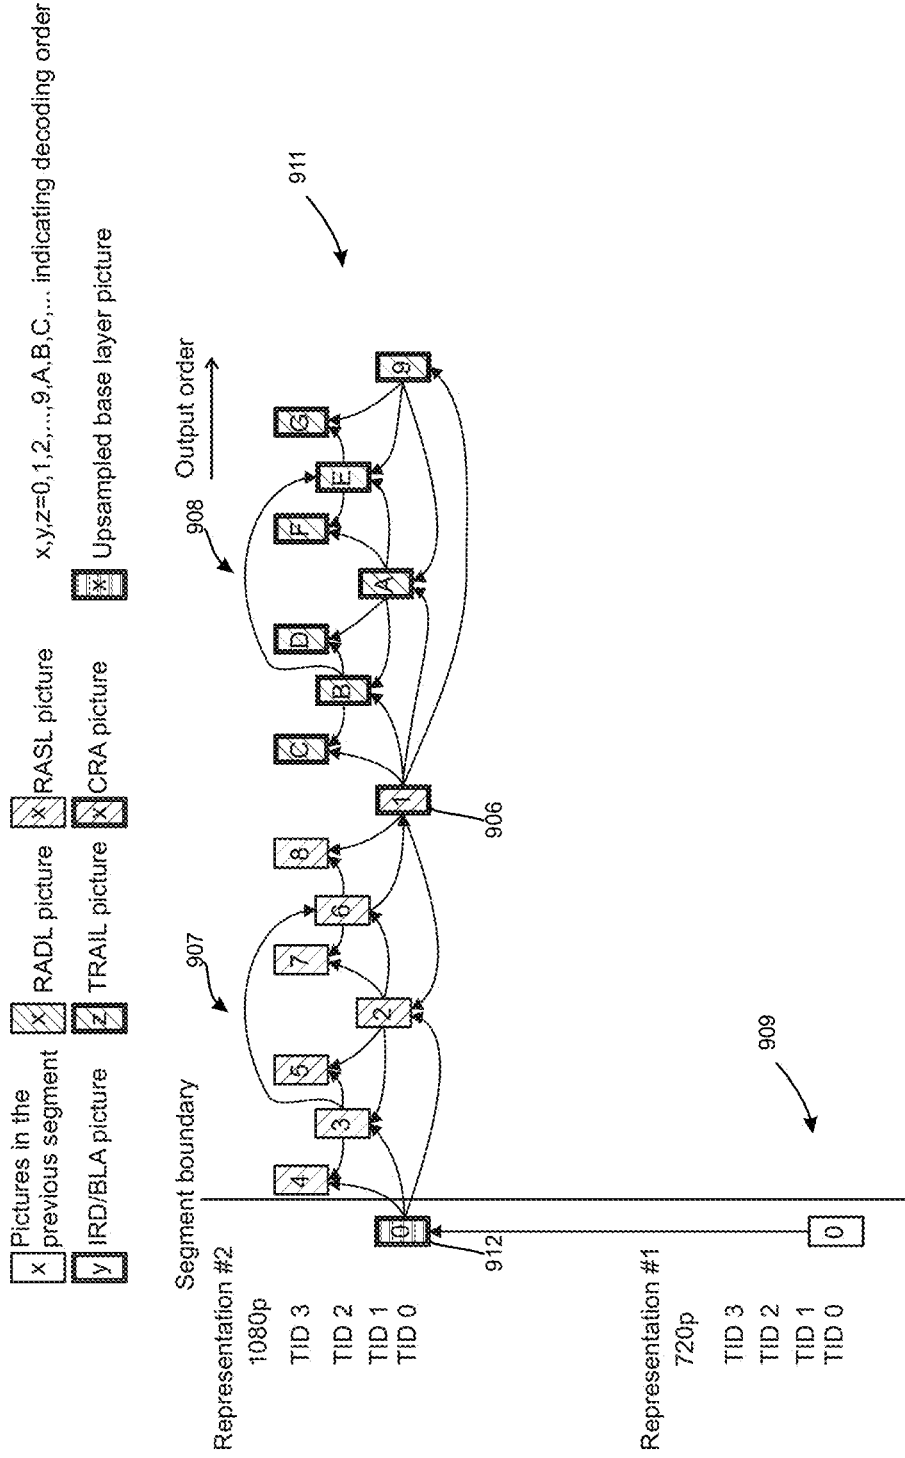 x Pictures in the
previous segment
x RADL picture
x RASL picture
x,y,z=0,1,2,...,9,A,B,C,... indicating decoding order
y IRD/BLA picture
z TRAIL picture
x CRA picture
x Upsampled base layer picture
Segment boundary
907
908
Output order
911
Representation #2
1080p
TID 3
4 5 7 8 C D F G
TID 2
3 6 B E
TID 1
2 A
TID 0
0 1 9
912
906
909
Representation #1
720p
TID 3
TID 2
TID 1
TID 0
0